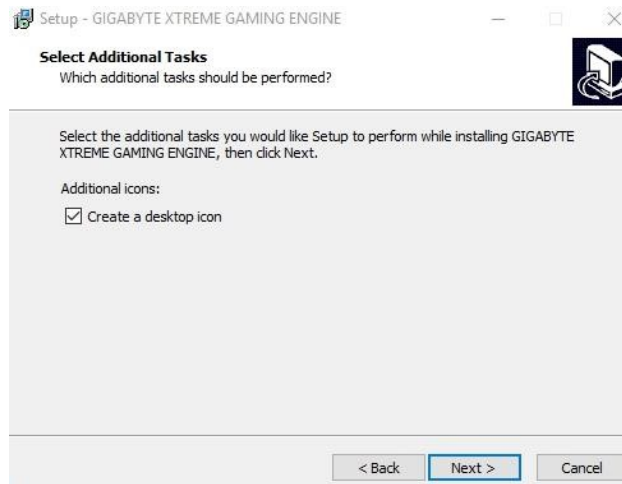 Setup - GIGABYTE XTREME GAMING ENGINE
Select Additional Tasks
Which additional tasks should be performed?
Select the additional tasks you would like Setup to perform while installing GIGABYTE
XTREME GAMING ENGINE, then click Next.
Additional icons:
Create a desktop icon
< Back
Next >
Cancel